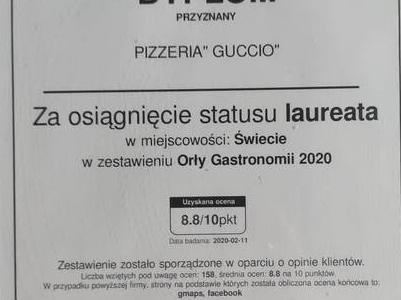 DYPLOM
PRZYZNANY
PIZZERIA" GUCCIO"
Za osiągnięcie statusu laureata
w miejscowości: Świecie
w zestawieniu Orły Gastronomii 2020
Uzyskana ocena
8.8/10pkt
Data badania: 2020-02-11
Zestawienie zostało sporządzone w oparciu o opinie klientów.
Liczba wziętych pod uwagę ocen: 158, średnia ocen: 8.8 na 10 punktów.
W przypadku powyższej firmy, strony na podstawie których została obliczona ocena końcowa to:
gmaps, facebook